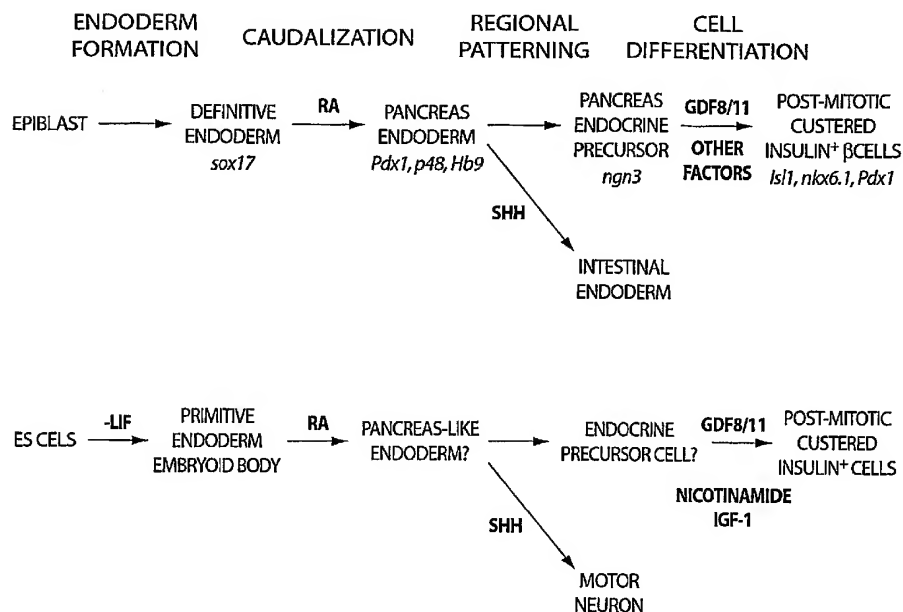 ENDODERM
FORMATION
CAUDALIZATION
REGIONAL
PATTERNING
CELL
DIFFERENTIATION
EPIBLAST
DEFINITIVE
ENDODERM
sox17
RA
PANCREAS
ENDODERM
Pdx1, p48, Hb9
SHH
INTESTINAL
ENDODERM
PANCREAS
ENDOCRINE
PRECURSOR
ngn3
GDF8/11
OTHER
FACTORS
POST-MITOTIC
CUSTERED
INSULIN+ βCELLS
Isl1, nkx6.1, Pdx1
ES CELS
-LIF
PRIMITIVE
ENDODERM
EMBRYOID BODY
RA
PANCREAS-LIKE
ENDODERM?
SHH
MOTOR
NEURON
ENDOCRINE
PRECURSOR CELL?
GDF8/11
NICOTINAMIDE
IGF-1
POST-MITOTIC
CUSTERED
INSULIN+ CELLS